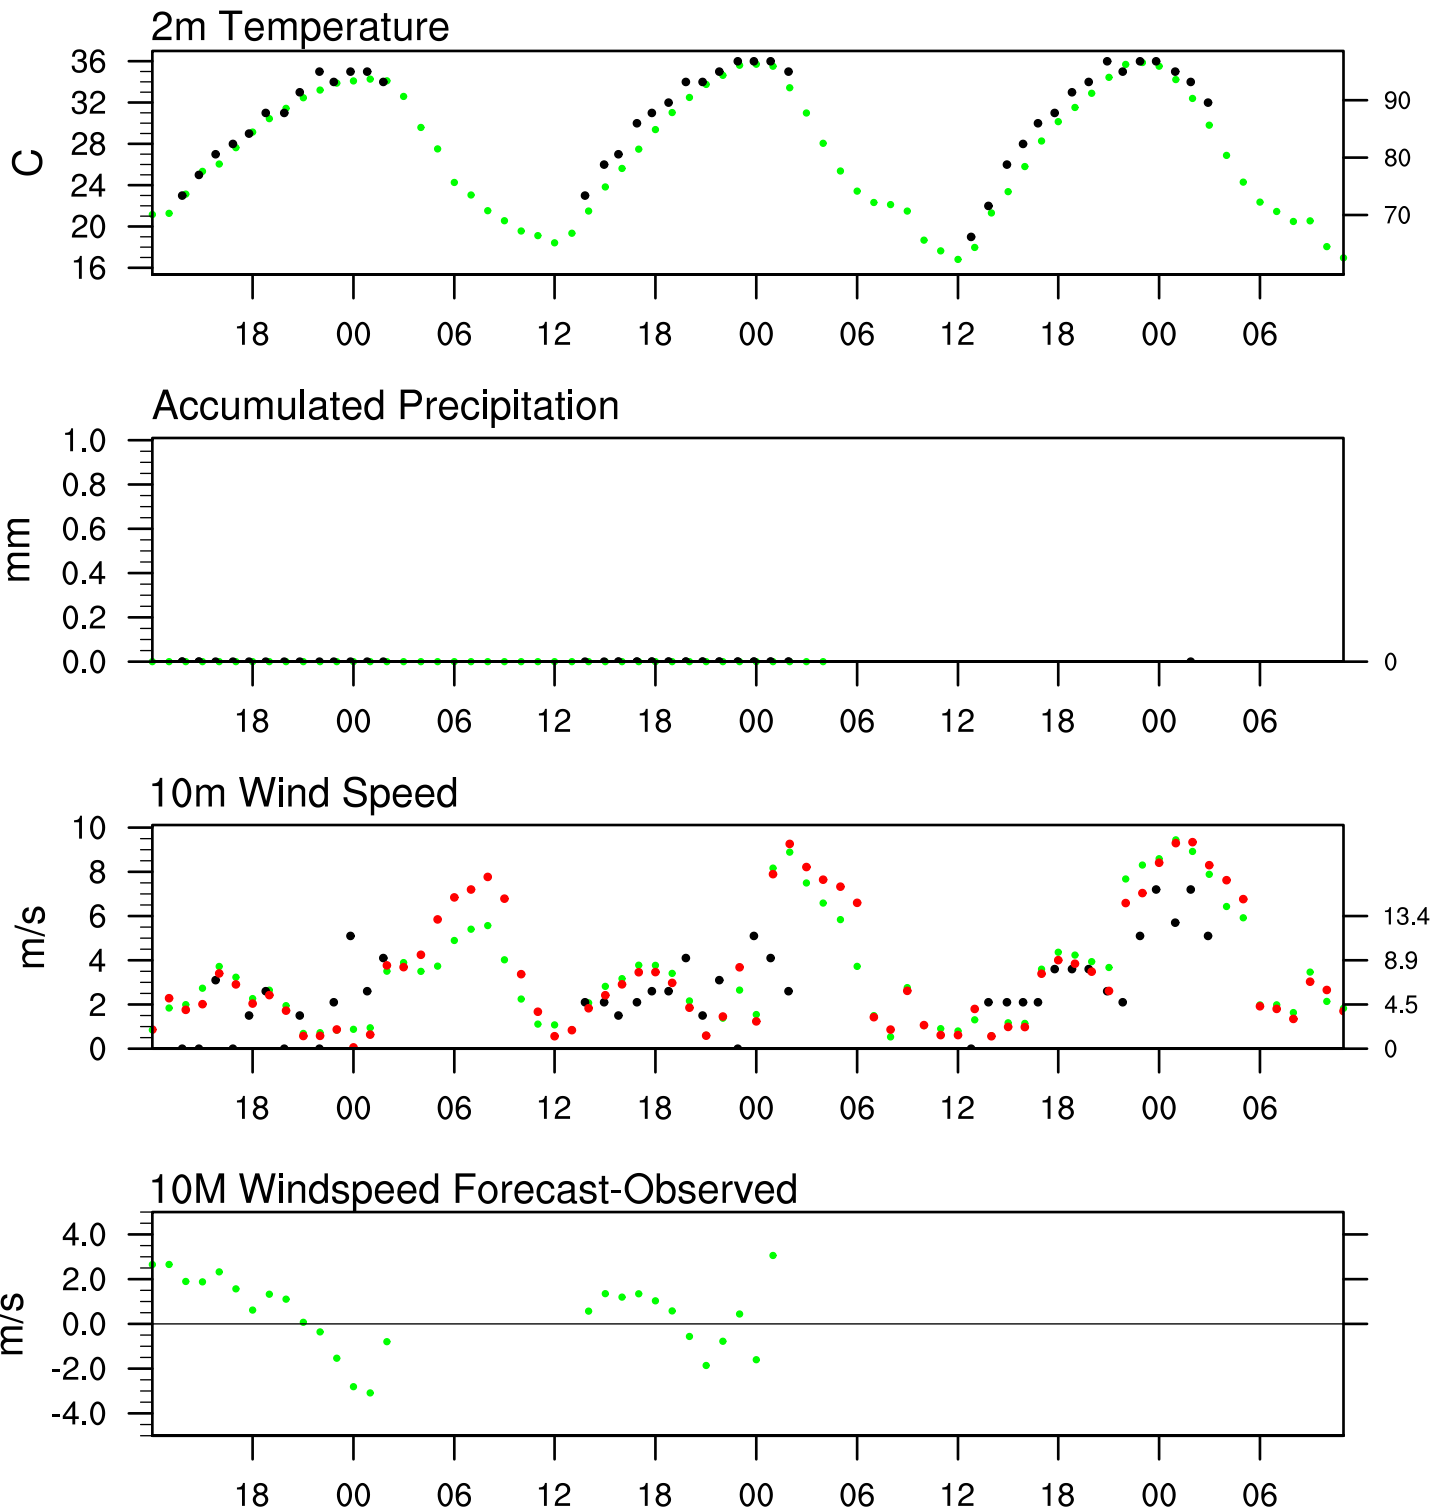 2m Temperature
36
32
28
24
20
16
C
90
80
70
18 00 06 12 18 00 06 12 18 00 06
Accumulated Precipitation
1.0
0.8
0.6
0.4
0.2
0.0
mm
0
18 00 06 12 18 00 06 12 18 00 06
10m Wind Speed
10
8
6
4
2
0
m/s
13.4
8.9
4.5
0
18 00 06 12 18 00 06 12 18 00 06
10M Windspeed Forecast-Observed
4.0
2.0
0.0
-2.0
-4.0
m/s
18 00 06 12 18 00 06 12 18 00 06